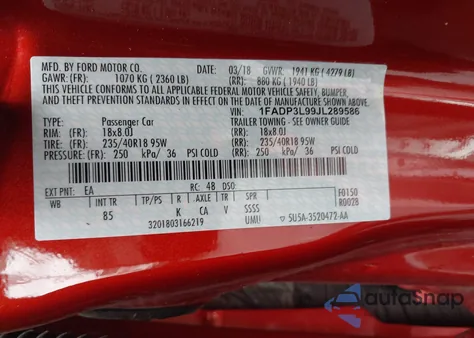 MFD. BY FORD MOTOR CO.
DATE: 03/18 GVWR: 1941 KG ( 4279 LB)
GAWR: (FR) 1070 KG ( 2360 LB) (RR) 880 KG ( 1940 LB)
THIS VEHICLE CONFORMS TO ALL APPLICABLE FEDERAL MOTOR VEHICLE SAFETY, BUMPER,
AND THEFT PREVENTION STANDARDS IN EFFECT ON THE DATE OF MANUFACTURE SHOWN ABOVE.
VIN: 1FADP3L99JL289586
TYPE: Passenger Car TRAILER TOWING - SEE OWNER GUIDE
RIM: (FR) 18x8.0J (RR) 18x8.0J
TIRE: (FR) 235/40R18 95W (RR) 235/40R18 95W
PRESSURE: (FR) 250 kPa/ 36 PSI COLD (RR) 250 kPa/ 36 PSI COLD
EXT PNT: EA RC: 48 DSO:
WB INT TR TP/PS R AXLE TR SPR
85 K CA V SSSS
F0150
R0028
3201803166219 UMU 5U5A-3520472-AA
autosnap